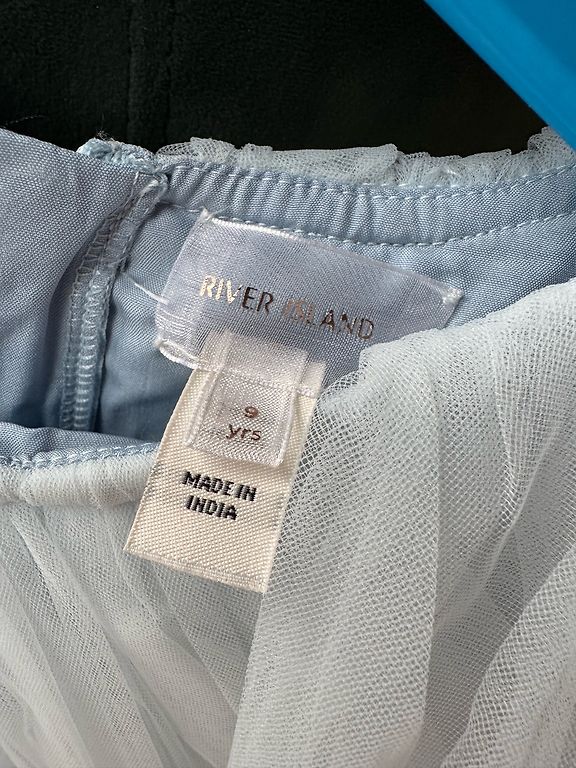 RIVER ISLAND
9
yrs
MADE IN
INDIA